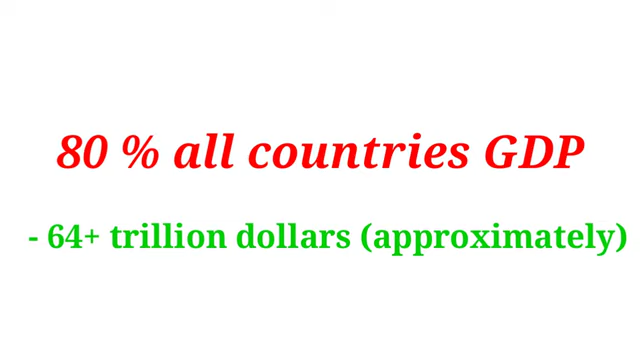 80 % all countries GDP
- 64+ trillion dollars (approximately)